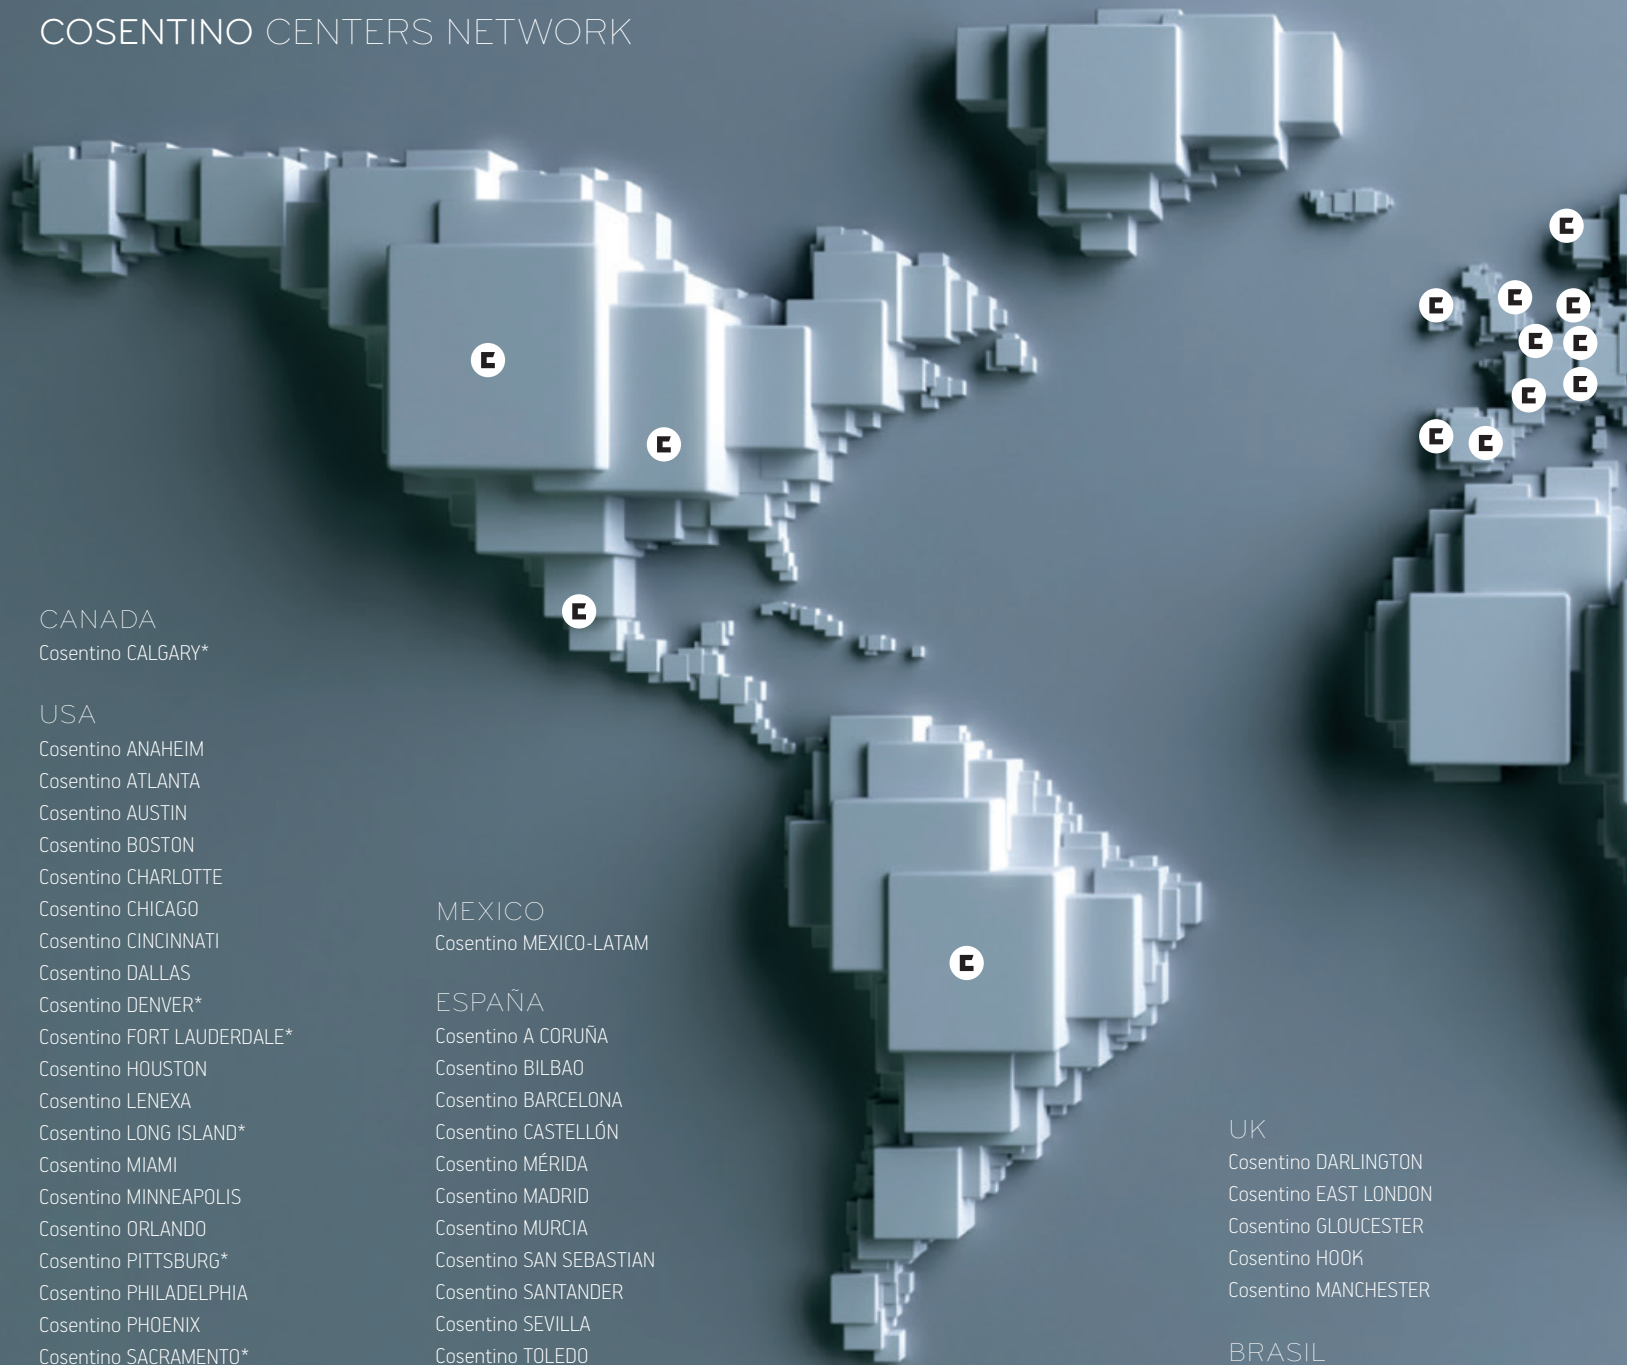 COSENTINO CENTERS NETWORK
CANADA
Cosentino CALGARY*
USA
Cosentino ANAHEIM
Cosentino ATLANTA
Cosentino AUSTIN
Cosentino BOSTON
Cosentino CHARLOTTE
Cosentino CHICAGO
Cosentino CINCINNATI
Cosentino DALLAS
Cosentino DENVER*
Cosentino FORT LAUDERDALE*
Cosentino HOUSTON
Cosentino LENEXA
Cosentino LONG ISLAND*
Cosentino MIAMI
Cosentino MINNEAPOLIS
Cosentino ORLANDO
Cosentino PITTSBURG*
Cosentino PHILADELPHIA
Cosentino PHOENIX
Cosentino SACRAMENTO*
MEXICO
Cosentino MEXICO-LATAM
ESPAÑA
Cosentino A CORUÑA
Cosentino BILBAO
Cosentino BARCELONA
Cosentino CASTELLÓN
Cosentino MÉRIDA
Cosentino MADRID
Cosentino MURCIA
Cosentino SAN SEBASTIAN
Cosentino SANTANDER
Cosentino SEVILLA
Cosentino TOLEDO
UK
Cosentino DARLINGTON
Cosentino EAST LONDON
Cosentino GLOUCESTER
Cosentino HOOK
Cosentino MANCHESTER
BRASIL